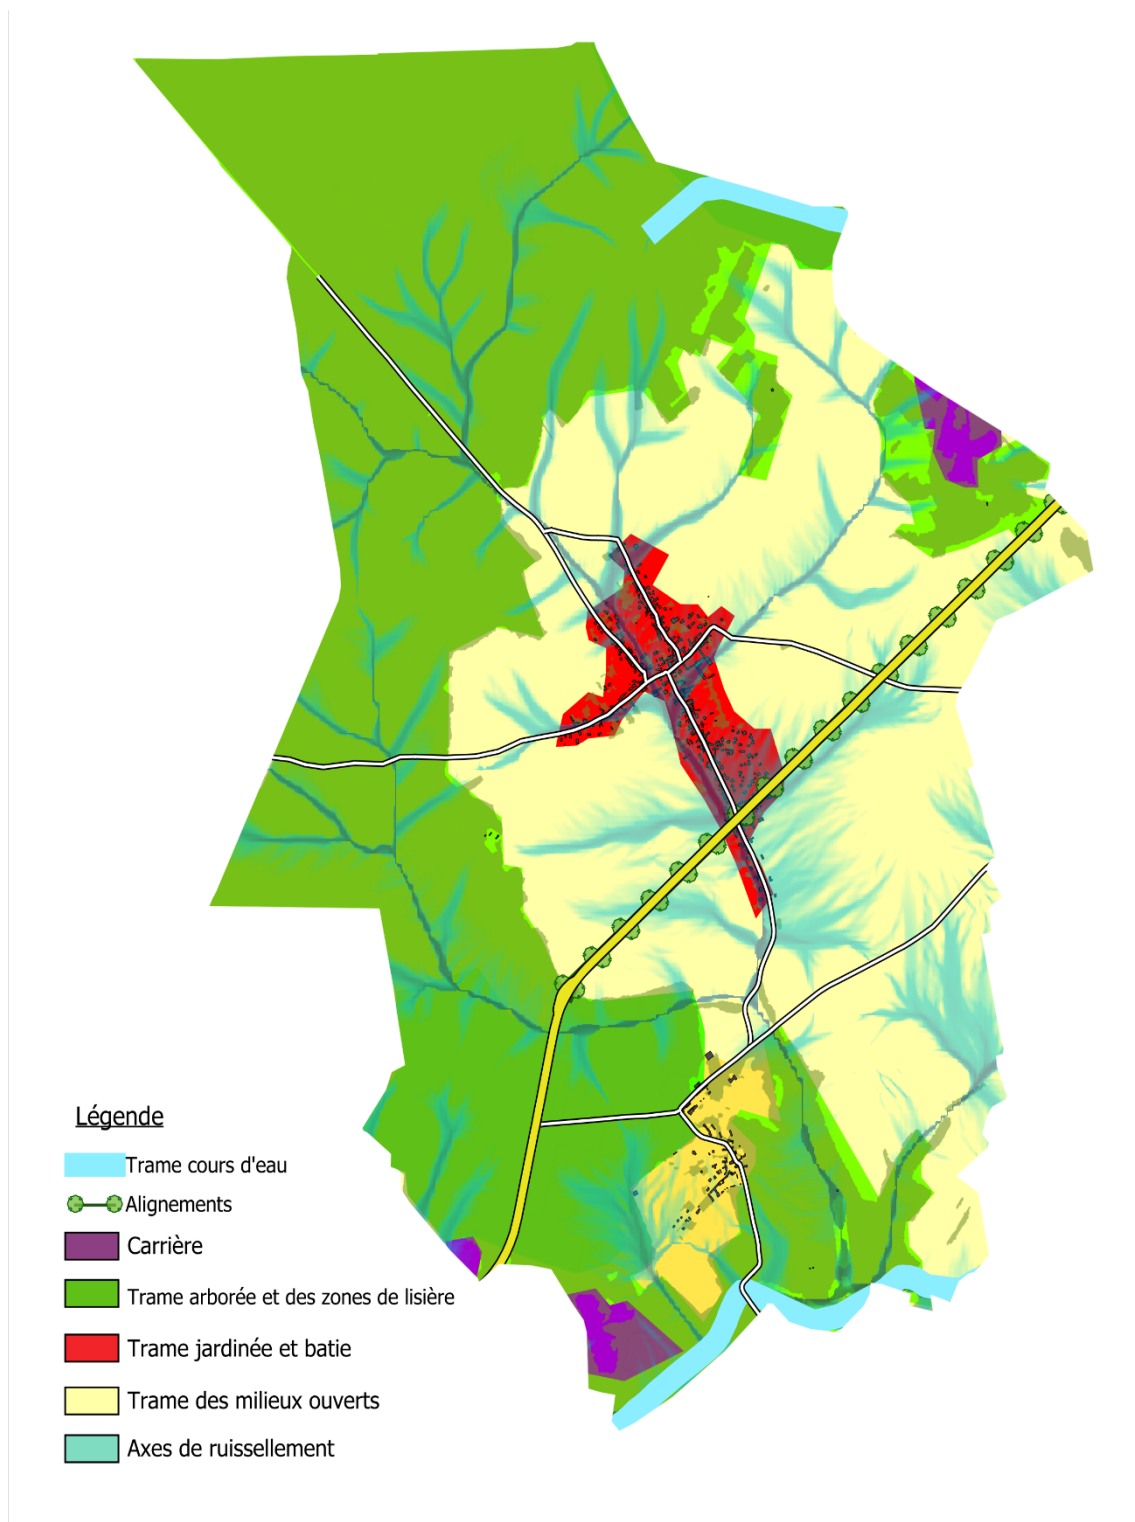 Légende
Trame cours d'eau
Alignements
Carrière
Trame arborée et des zones de lisière
Trame jardinée et batie
Trame des milieux ouverts
Axes de ruissellement